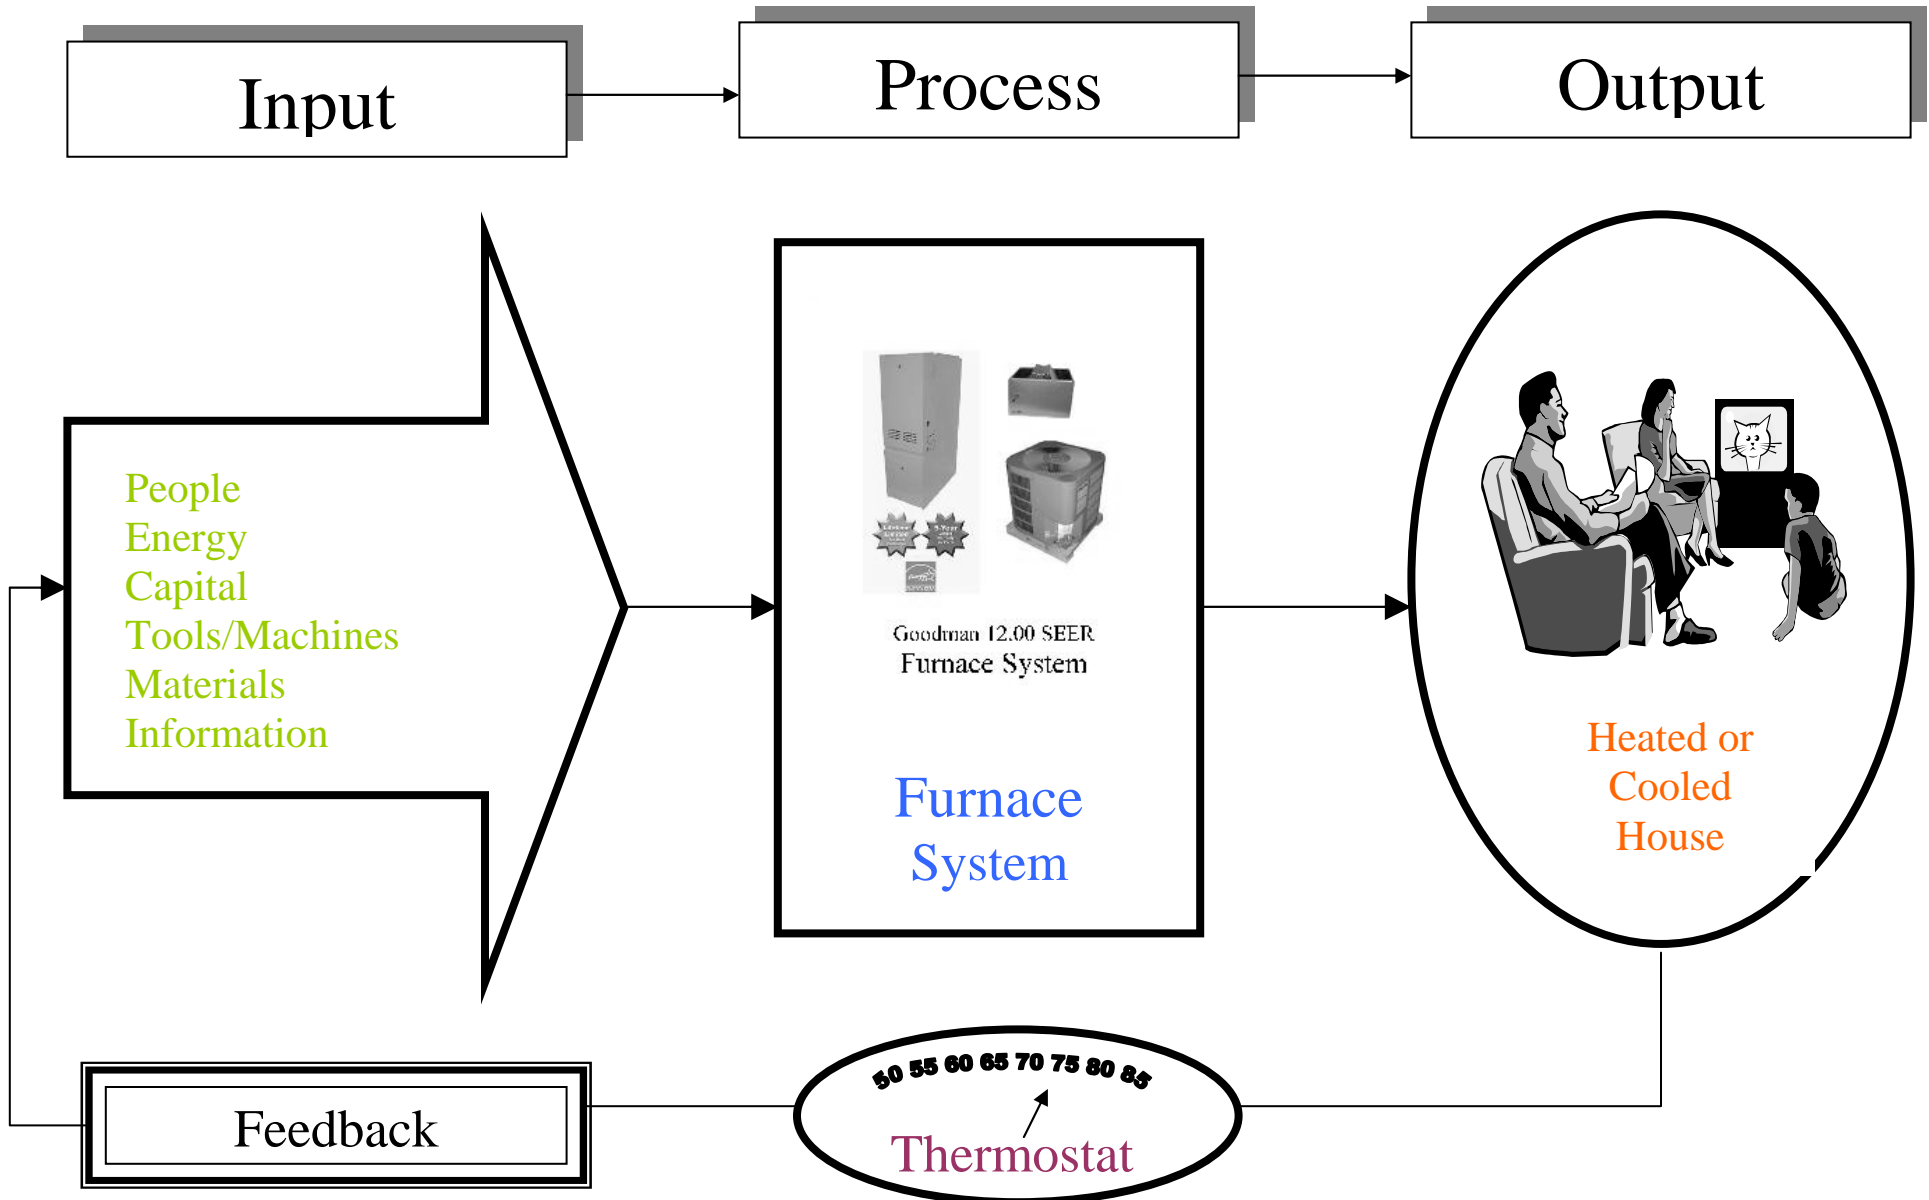 Input
Process
Output
People
Energy
Capital
Tools/Machines
Materials
Information
Goodman 12.00 SEER
Furnace System
Furnace
System
Heated or
Cooled
House
50 55 60 65 70 75 80 85
Thermostat
Feedback